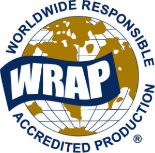 WORLDWIDE RESPONSIBLE
WRAP
ACCREDITED PRODUCTION
®